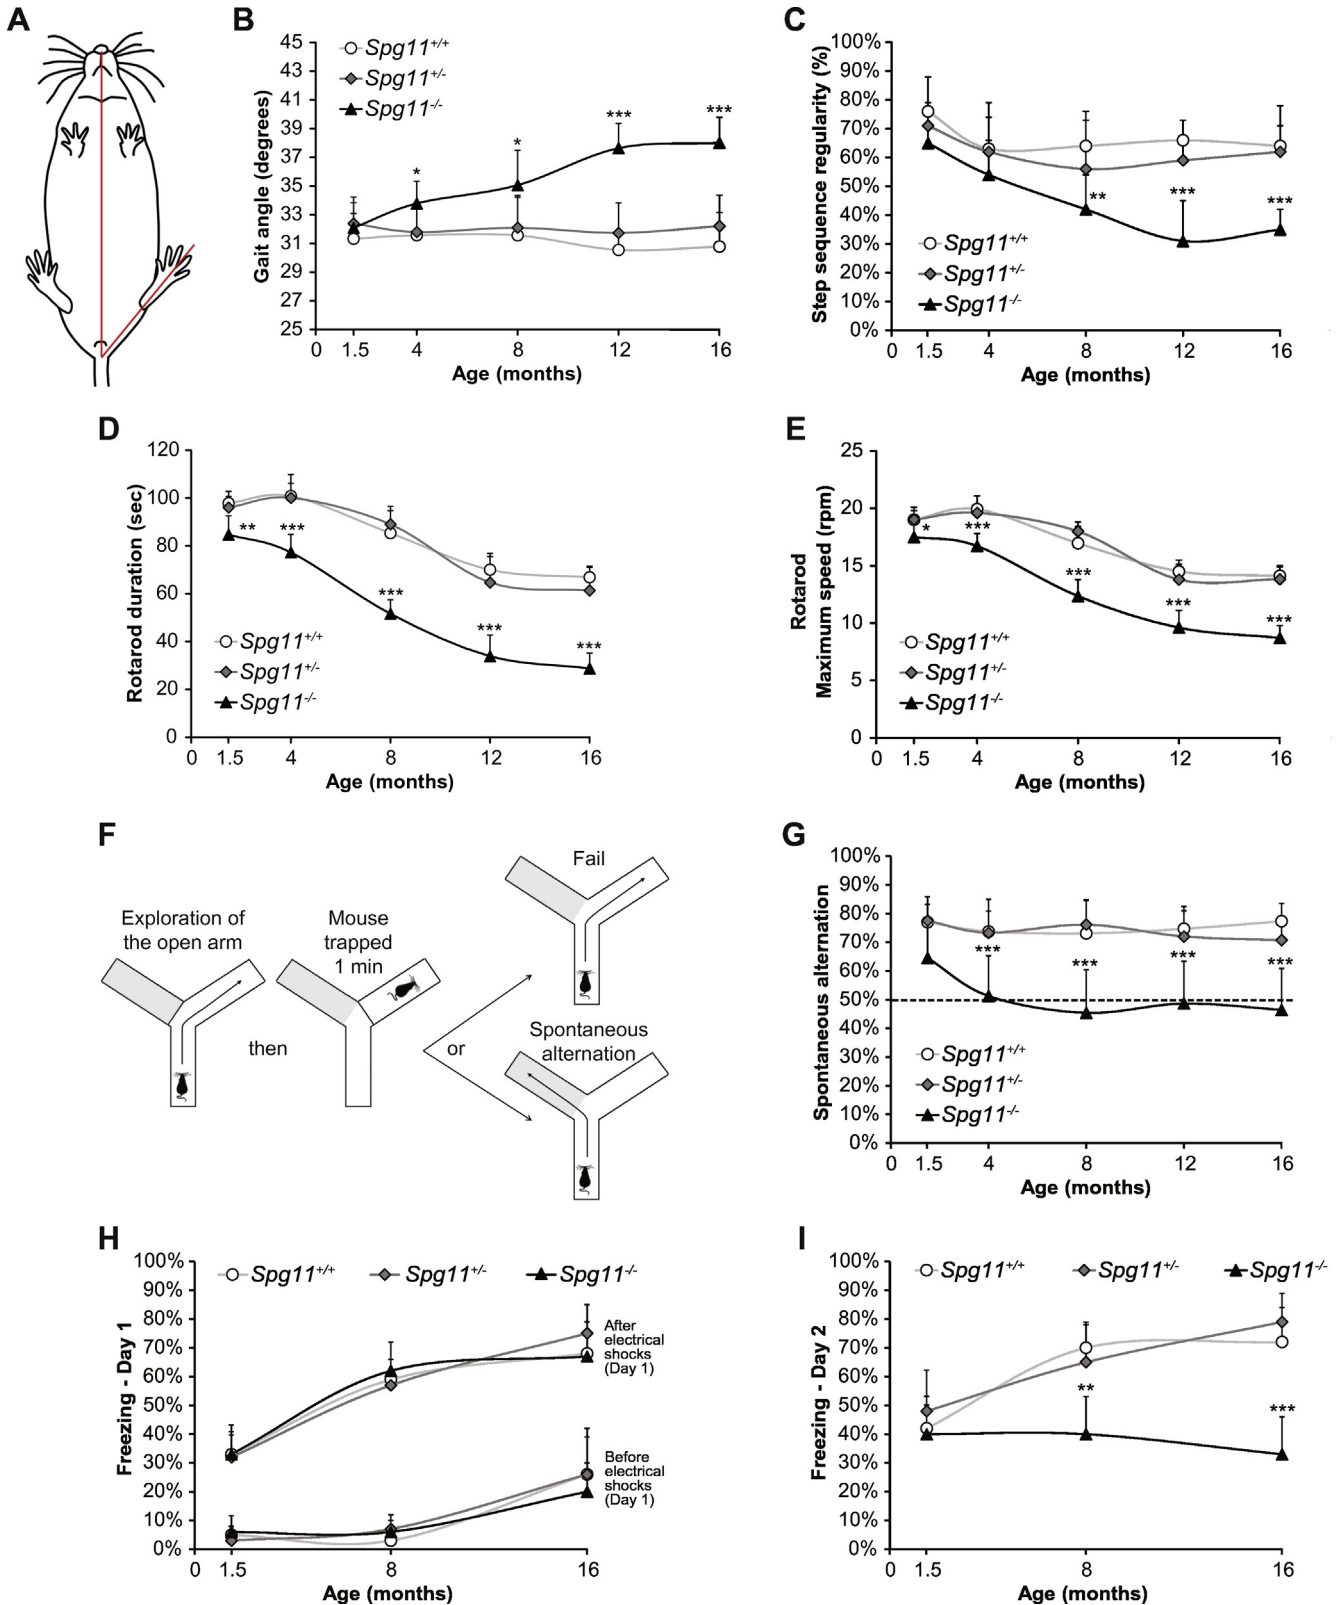 A
B
45
43
41
39
37
35
33
31
29
27
25
Gait angle (degrees)
Spg11+/+
Spg11+/-
Spg11-/-
*
*
***
***
0 1.5 4 8 12 16
Age (months)
C
100%
90%
80%
70%
60%
50%
40%
30%
20%
10%
0%
Step sequence regularity (%)
**
***
***
Spg11+/+
Spg11+/-
Spg11-/-
0 1.5 4 8 12 16
Age (months)
D
120
100
80
60
40
20
0
Rotarod duration (sec)
** ***
***
***
***
Spg11+/+
Spg11+/-
Spg11-/-
0 1.5 4 8 12 16
Age (months)
E
25
20
15
10
5
0
Rotarod
Maximum speed (rpm)
* ***
***
***
***
Spg11+/+
Spg11+/-
Spg11-/-
0 1.5 4 8 12 16
Age (months)
F
Exploration of
the open arm
then
Mouse
trapped
1 min
or
Fail
Spontaneous
alternation
G
100%
90%
80%
70%
60%
50%
40%
30%
20%
10%
0%
Spontaneous alternation
***
***
***
***
Spg11+/+
Spg11+/-
Spg11-/-
0 1.5 4 8 12 16
Age (months)
H
100%
90%
80%
70%
60%
50%
40%
30%
20%
10%
0%
Freezing - Day 1
Spg11+/+ Spg11+/- Spg11-/-
After
electrical
shocks
(Day 1)
Before
electrical
shocks
(Day 1)
0 1.5 8 16
Age (months)
I
100%
90%
80%
70%
60%
50%
40%
30%
20%
10%
0%
Freezing - Day 2
Spg11+/+ Spg11+/- Spg11-/-
**
***
0 1.5 8 16
Age (months)